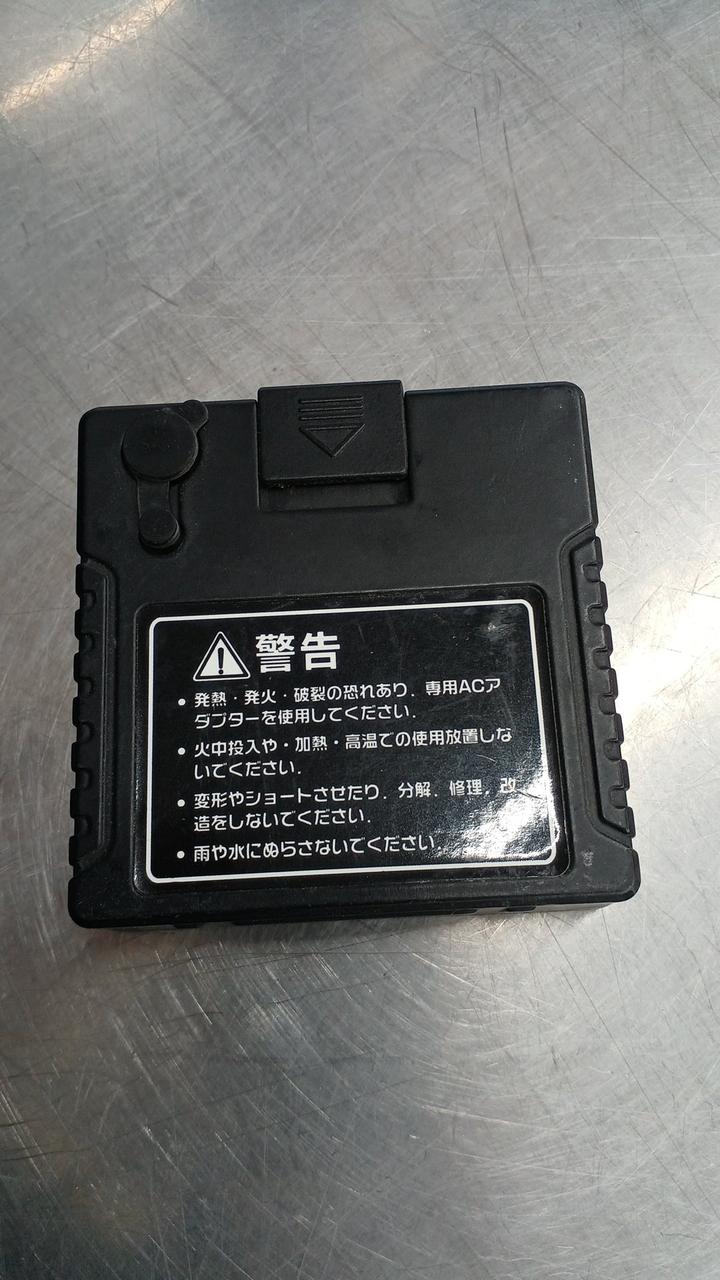 警告
• 発熱・発火・破裂の恐れあり．専用ACア
ダプターを使用してください．
• 火中投入や・加熱・高温での使用放置しな
いでください．
• 変形やショートさせたり．分解．修理．改
造をしないでください．
• 雨や水にぬらさないでください．